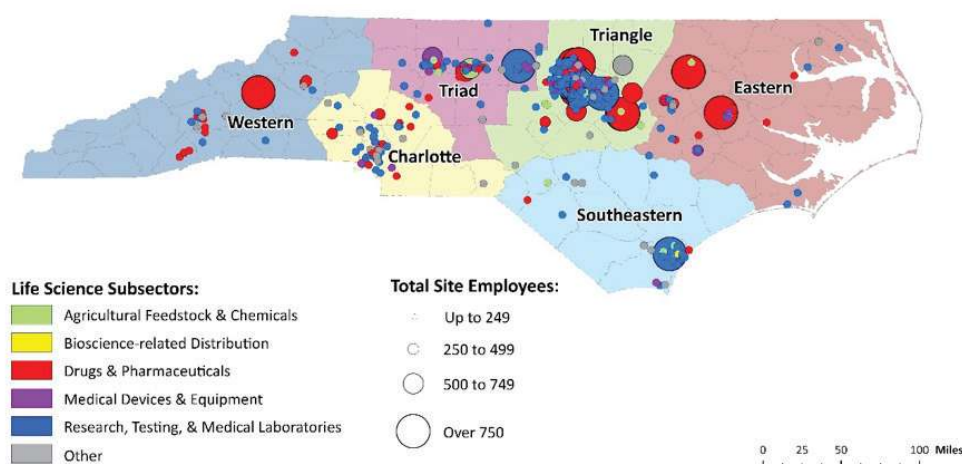 Triangle
Triad
Eastern
Western
Charlotte
Southeastern
Life Science Subsectors:
Agricultural Feedstock & Chemicals
Bioscience-related Distribution
Drugs & Pharmaceuticals
Medical Devices & Equipment
Research, Testing, & Medical Laboratories
Other
Total Site Employees:
Up to 249
250 to 499
500 to 749
Over 750
0 25 50 100 Miles